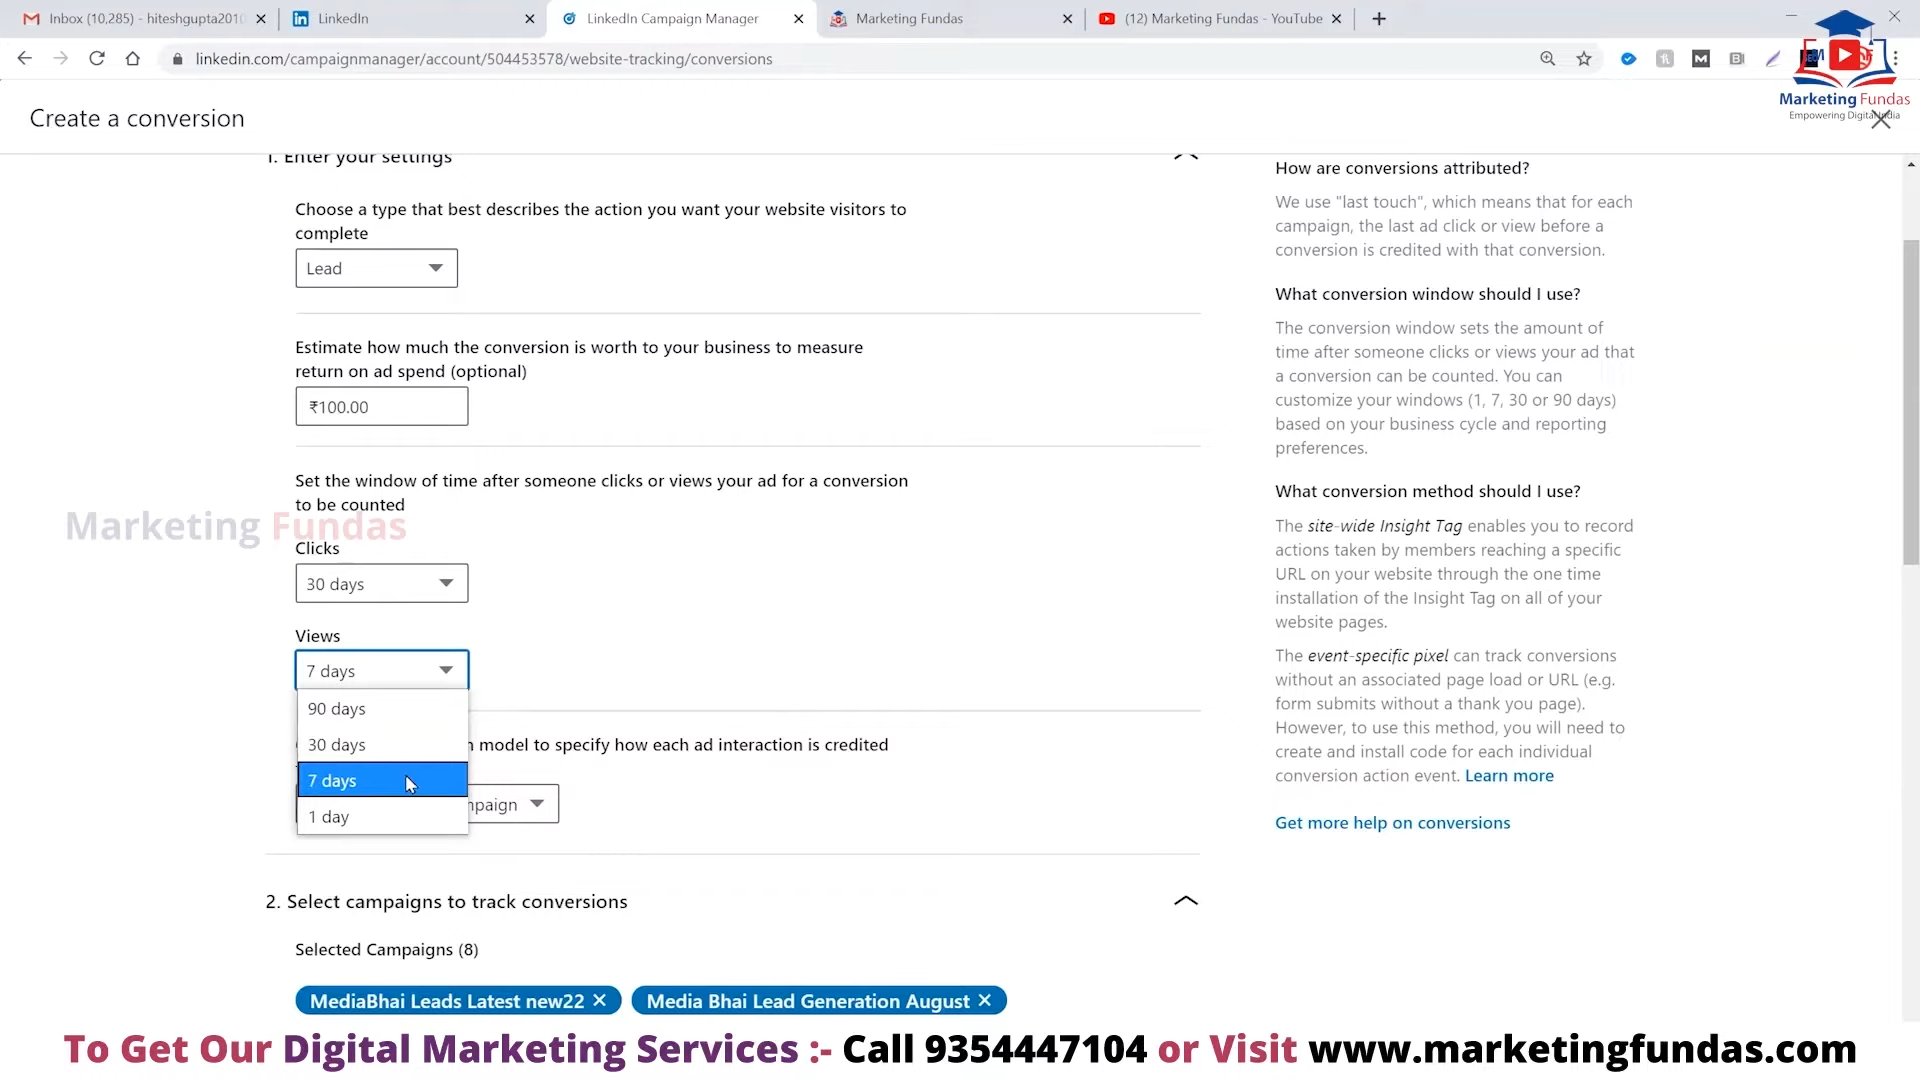 Inbox (10,285) - hiteshgupta2010
LinkedIn
LinkedIn Campaign Manager
Marketing Fundas
(12) Marketing Fundas - YouTube
linkedin.com/campaignmanager/account/504453578/website-tracking/conversions
Marketing Fundas
Empowering Digital India
Create a conversion
1. Enter your settings
Choose a type that best describes the action you want your website visitors to
complete
Lead
Estimate how much the conversion is worth to your business to measure
return on ad spend (optional)
₹100.00
Set the window of time after someone clicks or views your ad for a conversion
to be counted
Marketing Fundas
Clicks
30 days
Views
7 days
90 days
30 days
7 days
1 day
model to specify how each ad interaction is credited
2. Select campaigns to track conversions
Selected Campaigns (8)
MediaBhai Leads Latest new22
Media Bhai Lead Generation August
How are conversions attributed?
We use "last touch", which means that for each
campaign, the last ad click or view before a
conversion is credited with that conversion.
What conversion window should I use?
The conversion window sets the amount of
time after someone clicks or views your ad that
a conversion can be counted. You can
customize your windows (1, 7, 30 or 90 days)
based on your business cycle and reporting
preferences.
What conversion method should I use?
The site-wide Insight Tag enables you to record
actions taken by members reaching a specific
URL on your website through the one time
installation of the Insight Tag on all of your
website pages.
The event-specific pixel can track conversions
without an associated page load or URL (e.g.
form submits without a thank you page).
However, to use this method, you will need to
create and install code for each individual
conversion action event. Learn more
Get more help on conversions
To Get Our Digital Marketing Services :- Call 9354447104 or Visit www.marketingfundas.com